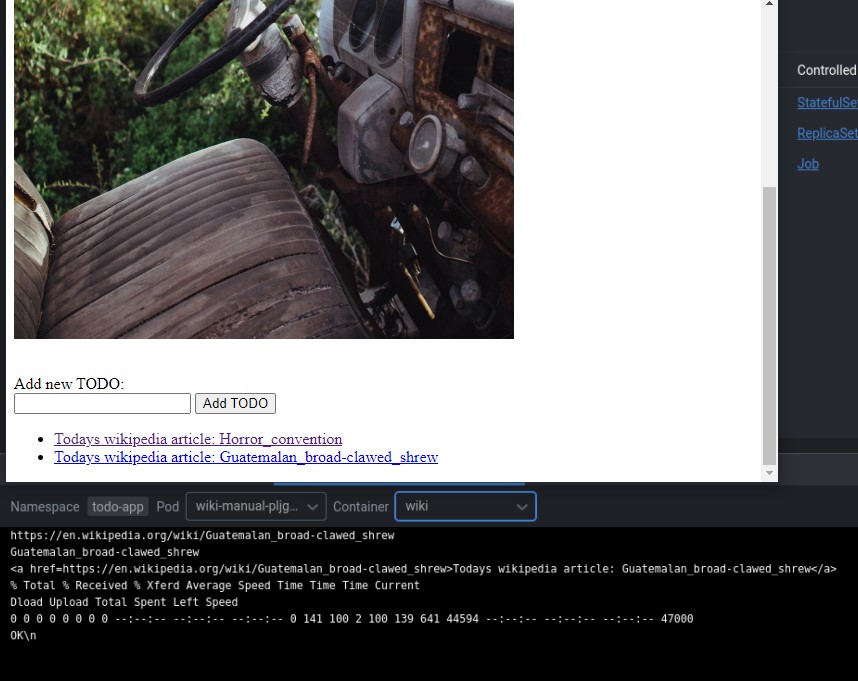 Controlled
StatefulSe
ReplicaSet
Job
Add new TODO:
Add TODO
Todays wikipedia article: Horror_convention
Todays wikipedia article: Guatemalan_broad-clawed_shrew
Namespace todo-app Pod wiki-manual-pljg... Container wiki
https://en.wikipedia.org/wiki/Guatemalan_broad-clawed_shrew
Guatemalan_broad-clawed_shrew
<a href=https://en.wikipedia.org/wiki/Guatemalan_broad-clawed_shrew>Todays wikipedia article: Guatemalan_broad-clawed_shrew</a>
% Total % Received % Xferd Average Speed Time Time Time Current
Dload Upload Total Spent Left Speed
0 0 0 0 0 0 0 0 --:--:-- --:--:-- --:--:-- 0 141 100 2 100 139 641 44594 --:--:-- --:--:-- --:--:-- 47000
OK\n